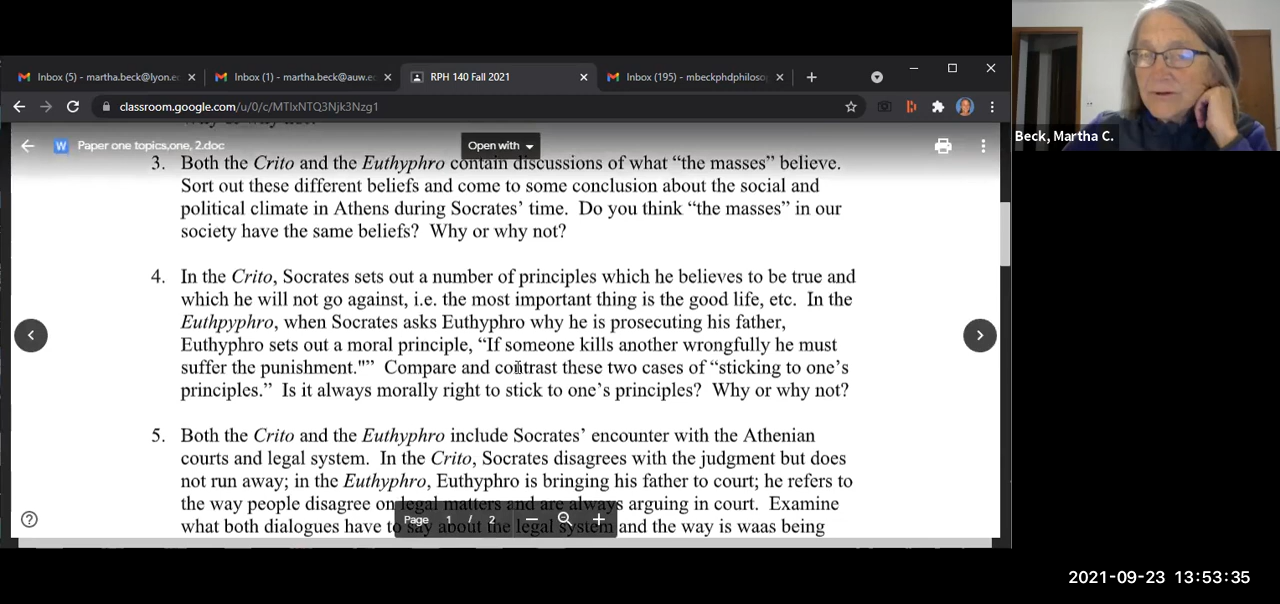 Inbox (5) - martha.beck@lyon.e
Inbox (1) - martha.beck@auw.e
RPH 140 Fall 2021
Inbox (195) - mbeckphdphiloso
classroom.google.com/u/0/c/MTIxNTQ3Njk3Nzg1
Paper one topics,one, 2.doc
Open with
3. Both the Crito and the Euthyphro contain discussions of what “the masses” believe.
Sort out these different beliefs and come to some conclusion about the social and
political climate in Athens during Socrates’ time. Do you think “the masses” in our
society have the same beliefs? Why or why not?
4. In the Crito, Socrates sets out a number of principles which he believes to be true and
which he will not go against, i.e. the most important thing is the good life, etc. In the
Euthpyphro, when Socrates asks Euthyphro why he is prosecuting his father,
Euthyphro sets out a moral principle, “If someone kills another wrongfully he must
suffer the punishment."” Compare and contrast these two cases of “sticking to one’s
principles.” Is it always morally right to stick to one’s principles? Why or why not?
5. Both the Crito and the Euthyphro include Socrates’ encounter with the Athenian
courts and legal system. In the Crito, Socrates disagrees with the judgment but does
not run away; in the Euthyphro, Euthyphro is bringing his father to court; he refers to
the way people disagree on legal matters and are always arguing in court. Examine
what both dialogues have to say about the legal system and the way is waas being
Page 1 / 2
Beck, Martha C.
2021-09-23 13:53:35